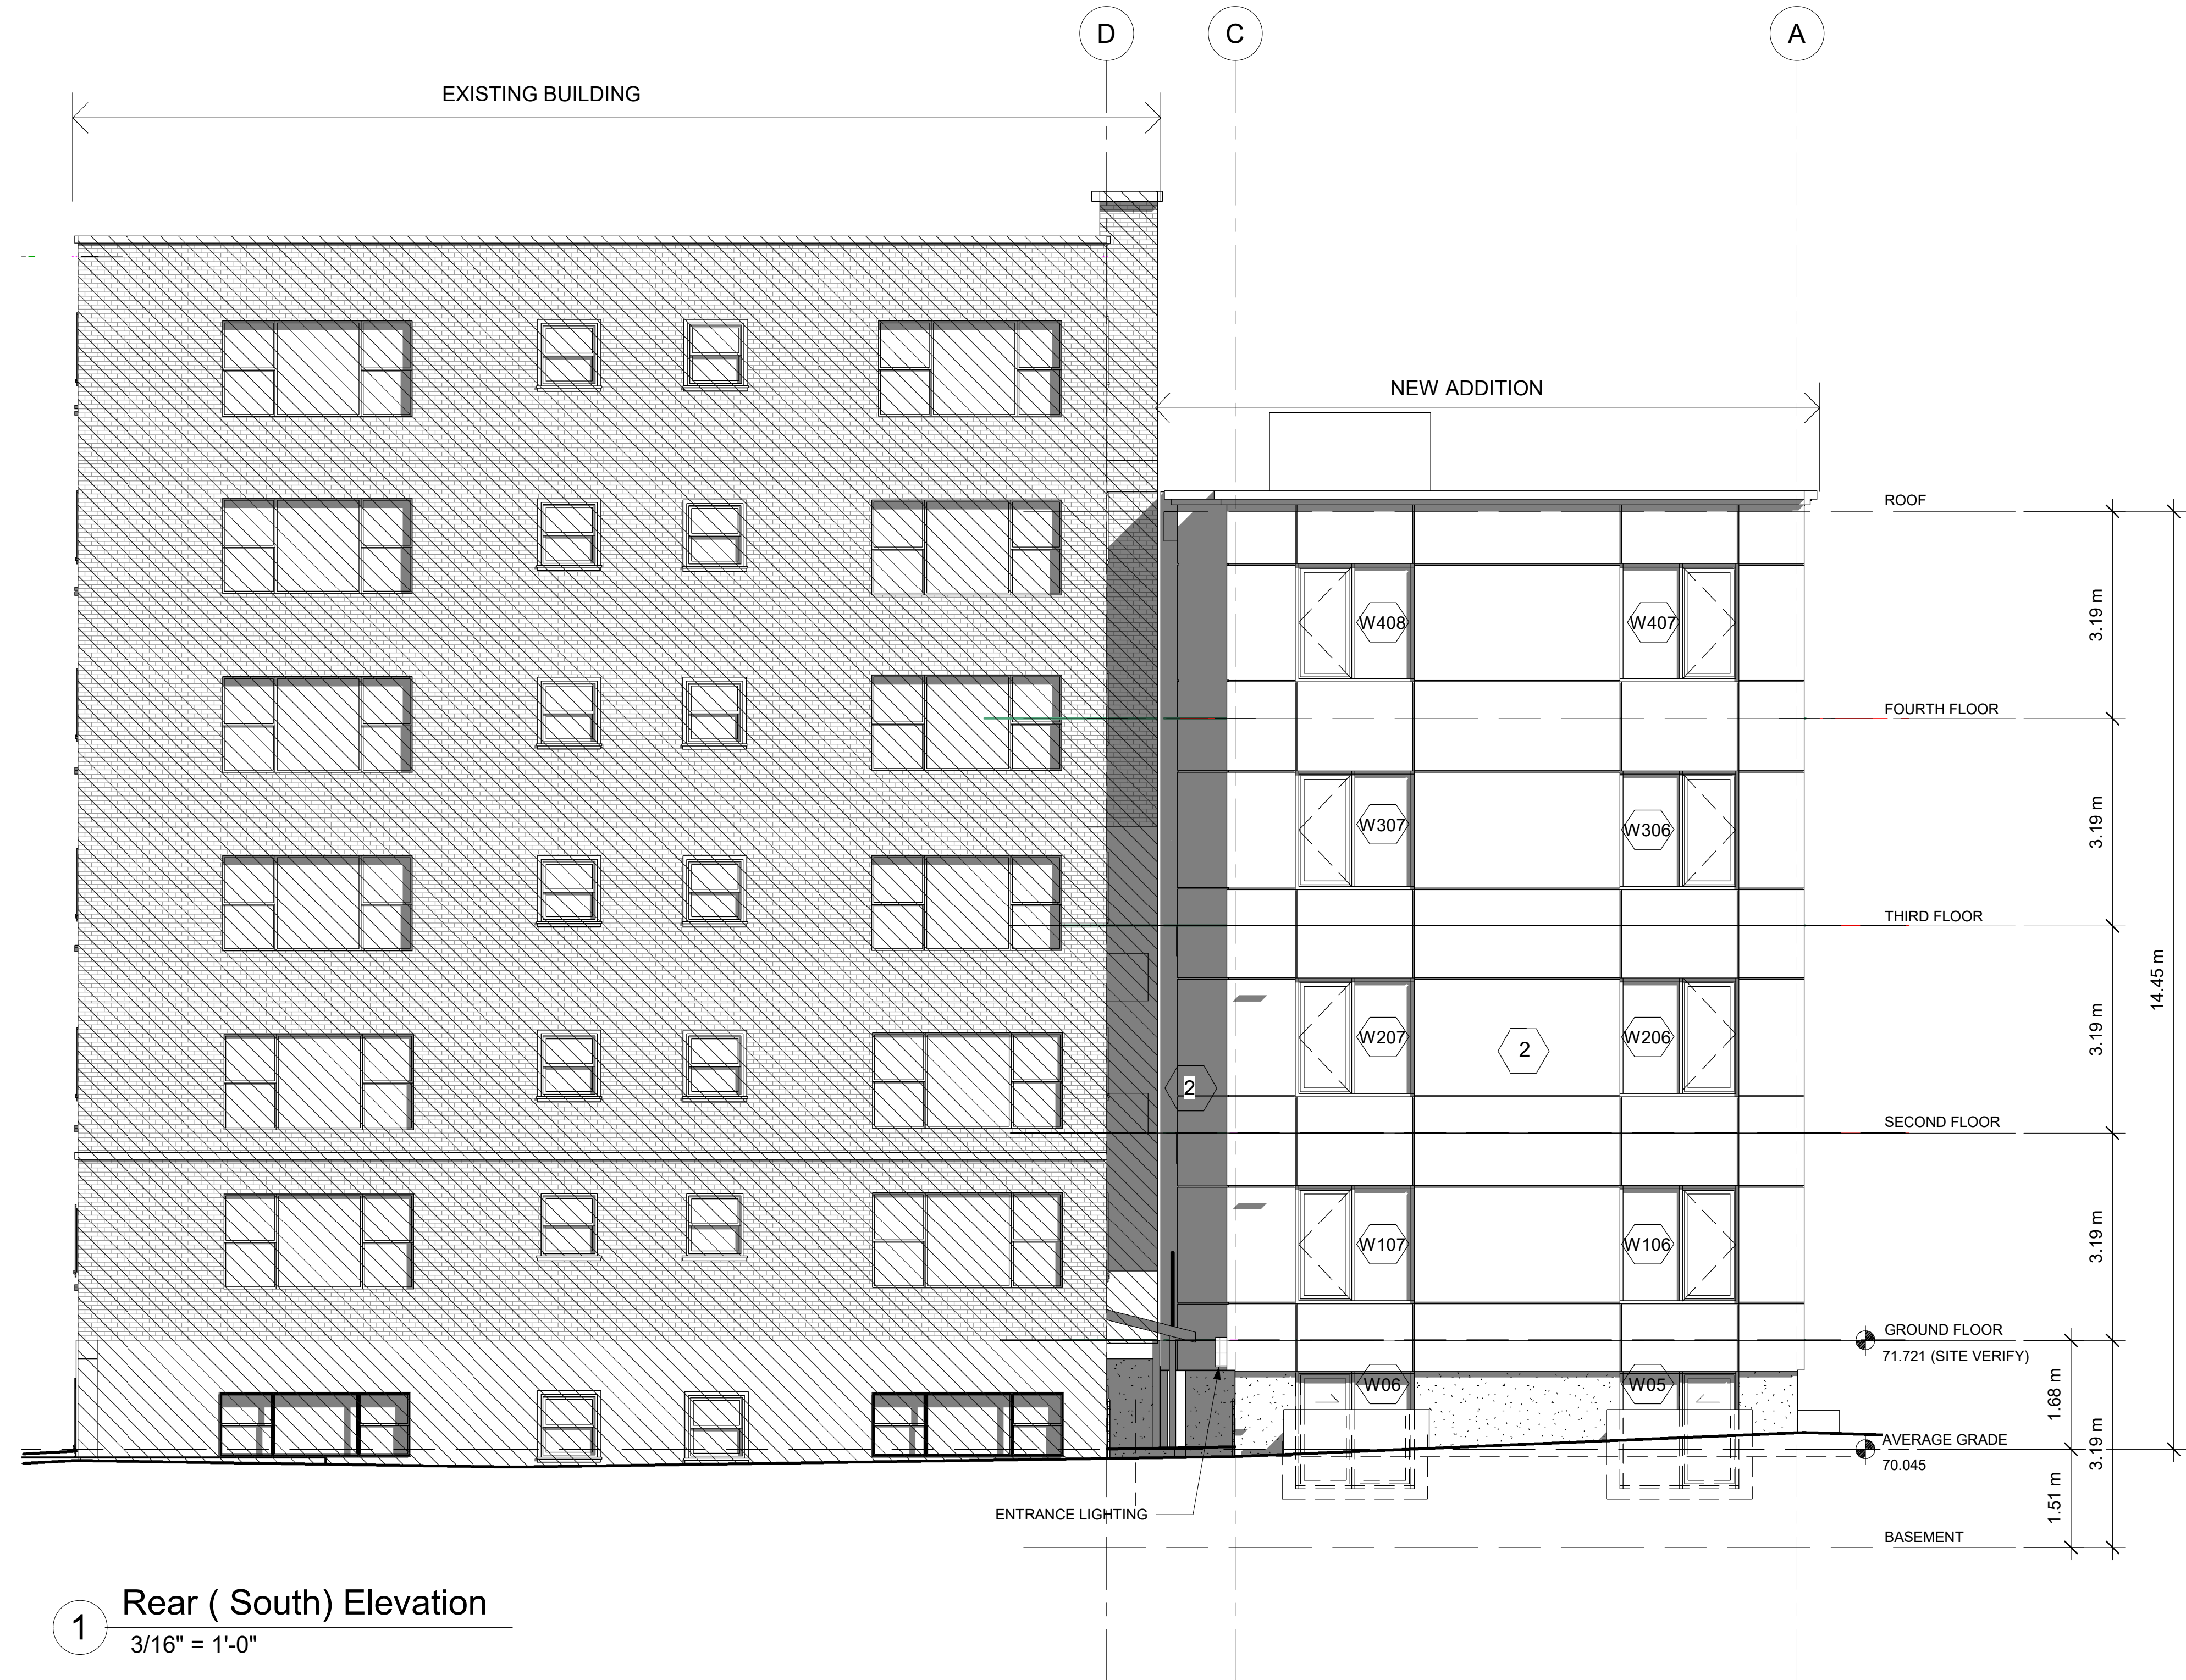 D
C
A
EXISTING BUILDING
NEW ADDITION
ROOF
3.19 m
W408
W407
FOURTH FLOOR
3.19 m
W307
W306
THIRD FLOOR
14.45 m
3.19 m
W207
2
W206
2
SECOND FLOOR
3.19 m
W107
W106
GROUND FLOOR
71.721 (SITE VERIFY)
1.68 m
W06
W05
AVERAGE GRADE
70.045
3.19 m
1.51 m
ENTRANCE LIGHTING
BASEMENT
1
Rear ( South) Elevation
3/16" = 1'-0"